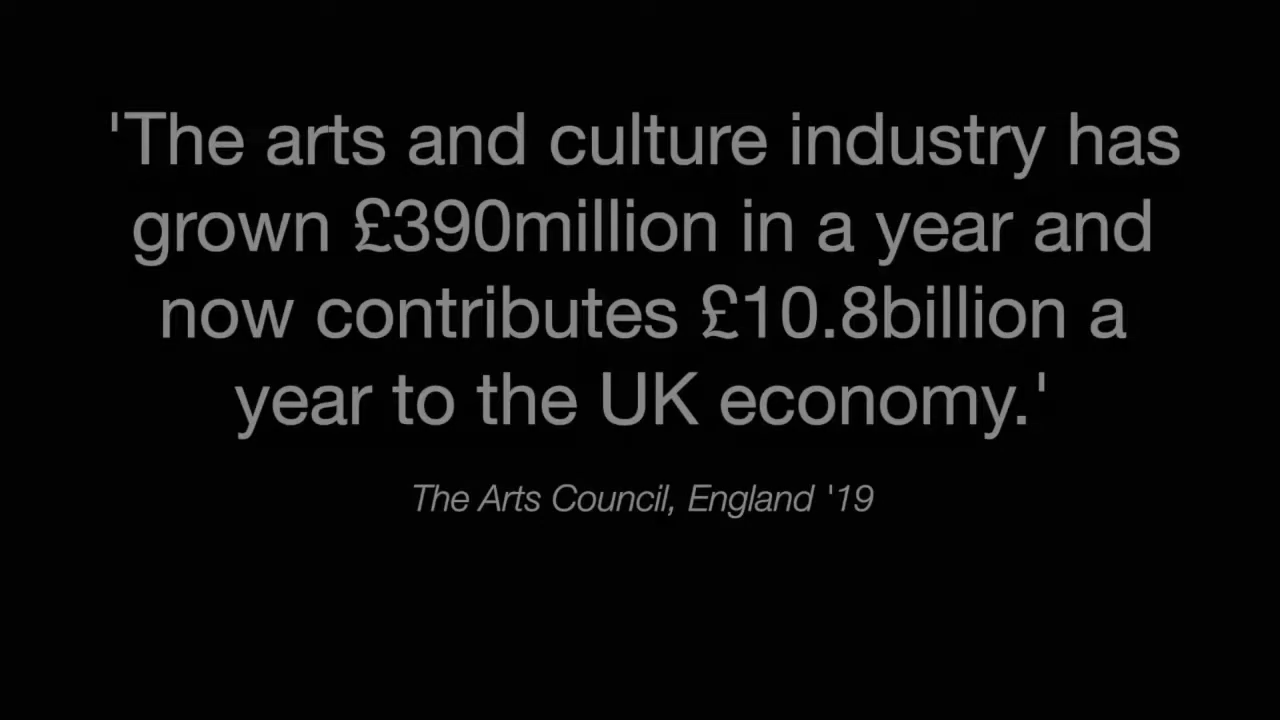 'The arts and culture industry has
grown £390million in a year and
now contributes £10.8billion a
year to the UK economy.'
The Arts Council, England '19